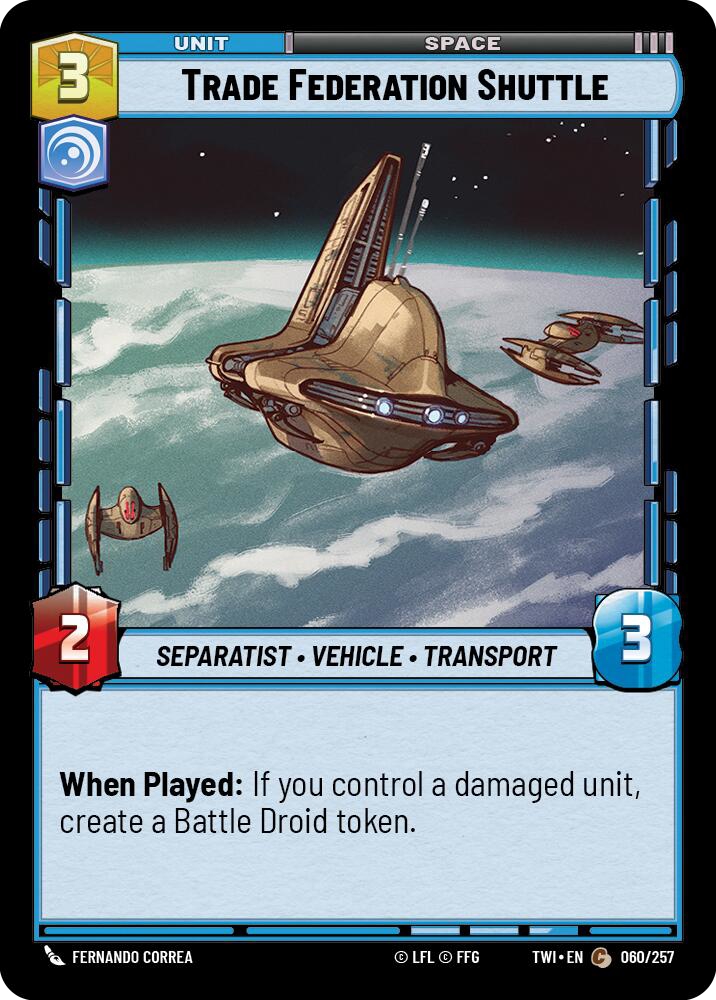 UNIT
SPACE
3
TRADE FEDERATION SHUTTLE
2
SEPARATIST • VEHICLE • TRANSPORT
3
When Played: If you control a damaged unit,
create a Battle Droid token.
FERNANDO CORREA
© LFL © FFG
TWI • EN C 060/257